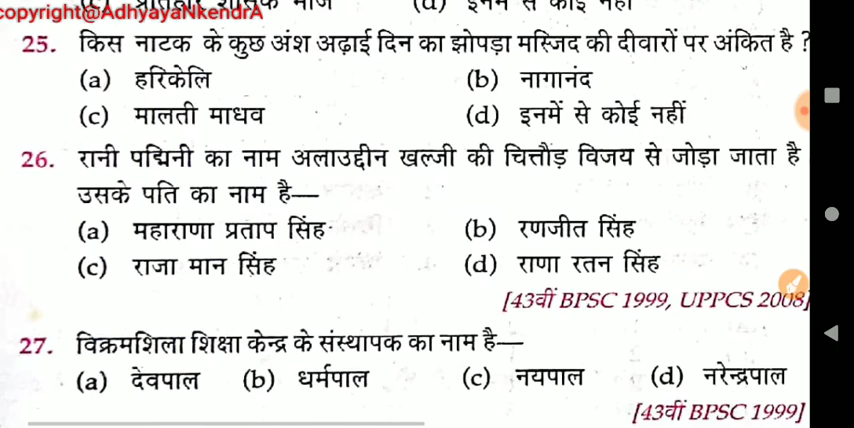 copyright@AdhyayaNkendrA
25. किस नाटक के कुछ अंश अढ़ाई दिन का झोपड़ा मस्जिद की दीवारों पर अंकित है ?
(a) हरिकेलि (b) नागानंद
(c) मालती माधव (d) इनमें से कोई नहीं
26. रानी पद्मिनी का नाम अलाउद्दीन खल्जी की चित्तौड़ विजय से जोड़ा जाता है
उसके पति का नाम है—
(a) महाराणा प्रताप सिंह (b) रणजीत सिंह
(c) राजा मान सिंह (d) राणा रतन सिंह
[43वीं BPSC 1999, UPPCS 2008]
27. विक्रमशिला शिक्षा केन्द्र के संस्थापक का नाम है—
(a) देवपाल (b) धर्मपाल (c) नयपाल (d) नरेन्द्रपाल
[43वीं BPSC 1999]